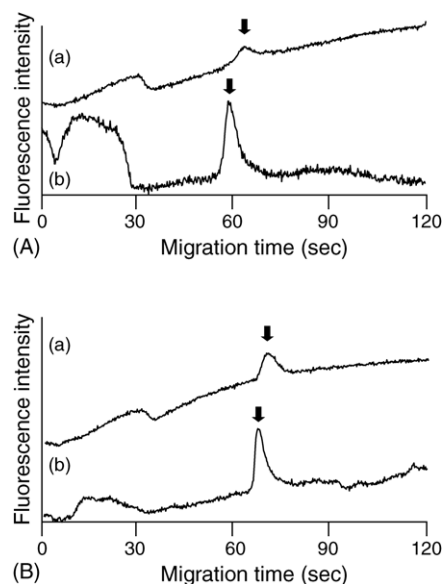 Fluorescence intensity
(a)
(b)
0 30 60 90 120
(A) Migration time (sec)
Fluorescence intensity
(a)
(b)
0 30 60 90 120
(B) Migration time (sec)